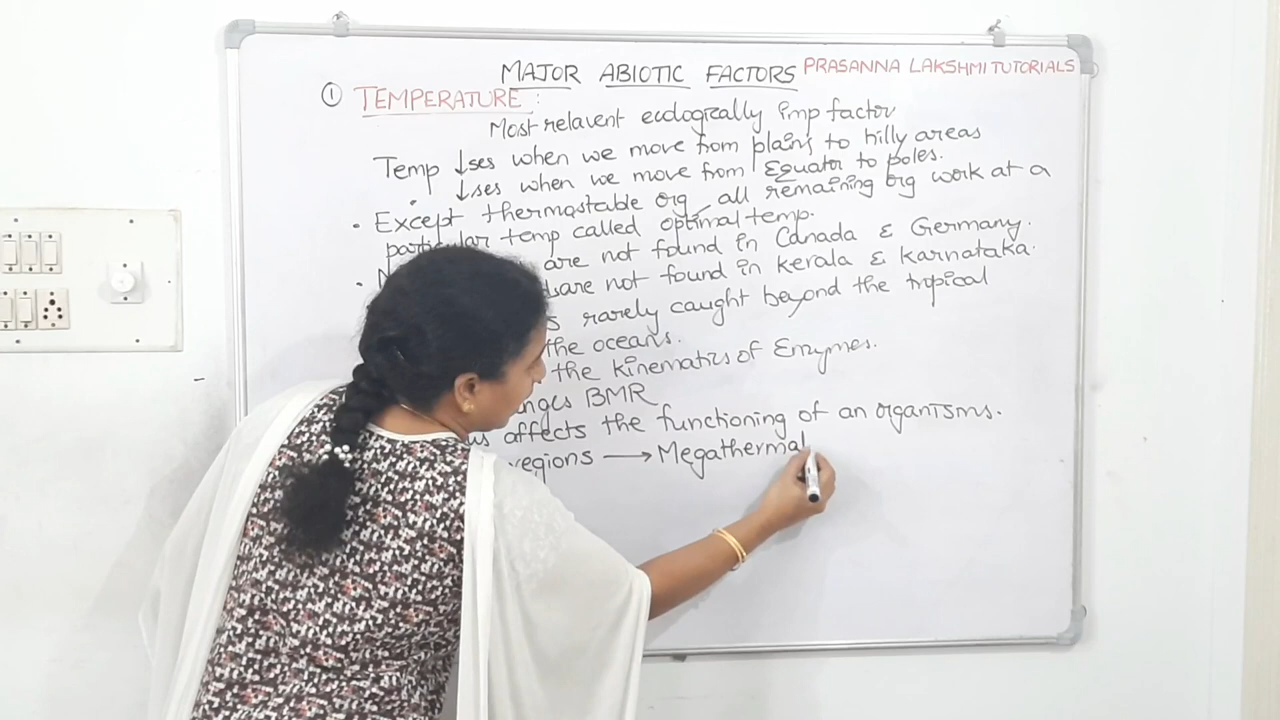 MAJOR ABIOTIC FACTORS PRASANNA LAKSHMI TUTORIALS
① TEMPERATURE :
Most relavent ecologically imp factor
Temp ↓ses when we move from plains to hilly areas
↓ses when we move from Equator to poles.
• Except thermostable org, all remaining org work at a
particular temp called optimal temp.
• are not found in Canada & Germany.
are not found in kerala & karnataka.
rarely caught beyond the tropical
the oceans.
the kinematics of Enzymes.
BMR
affects the functioning of an organisms.
regions → Megathermal